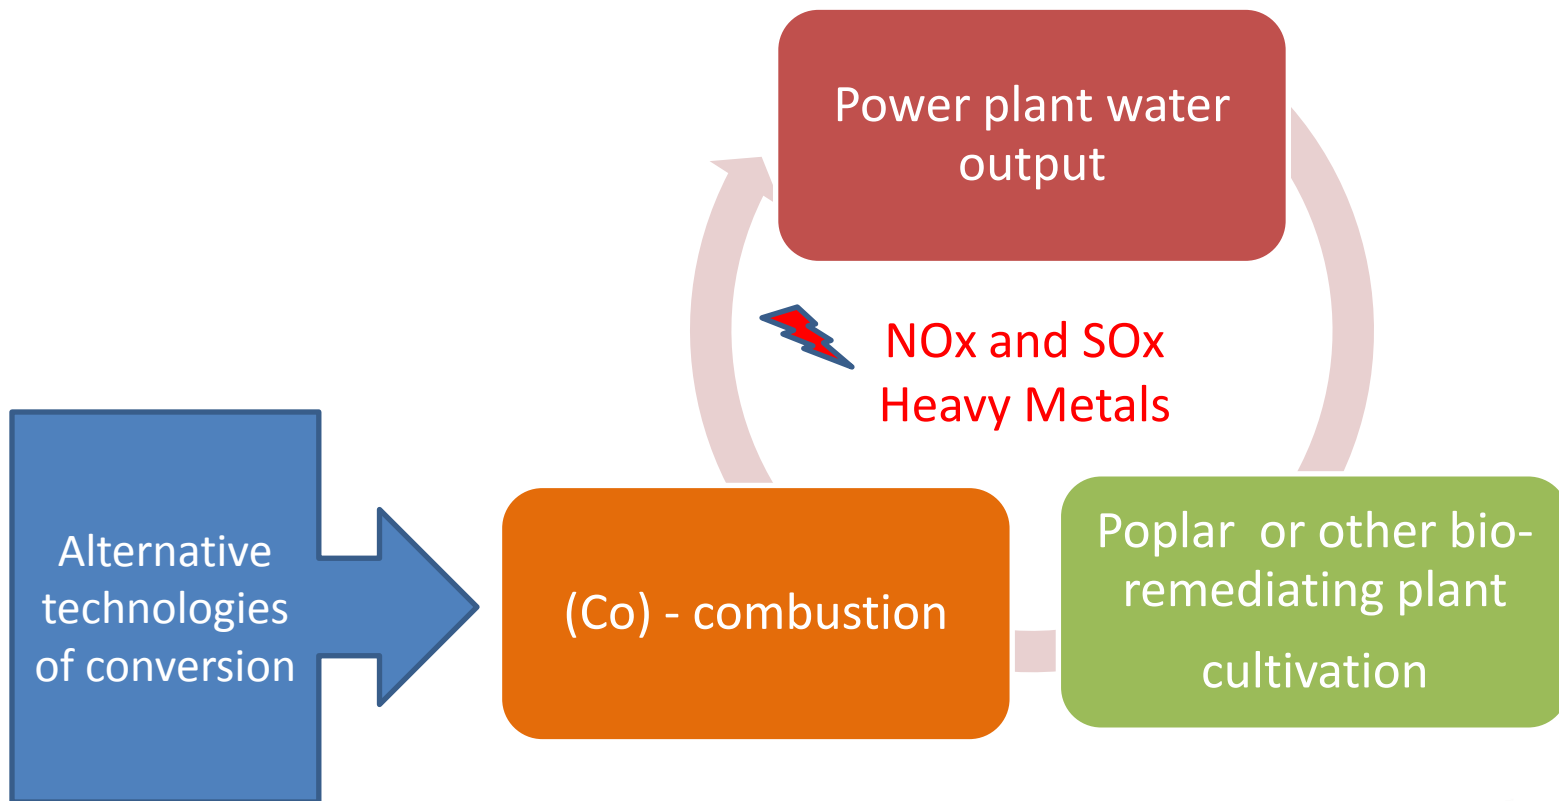 Power plant water
output
NOx and SOx
Heavy Metals
Alternative
technologies
of conversion
(Co) - combustion
Poplar  or other bio-
remediating plant
cultivation